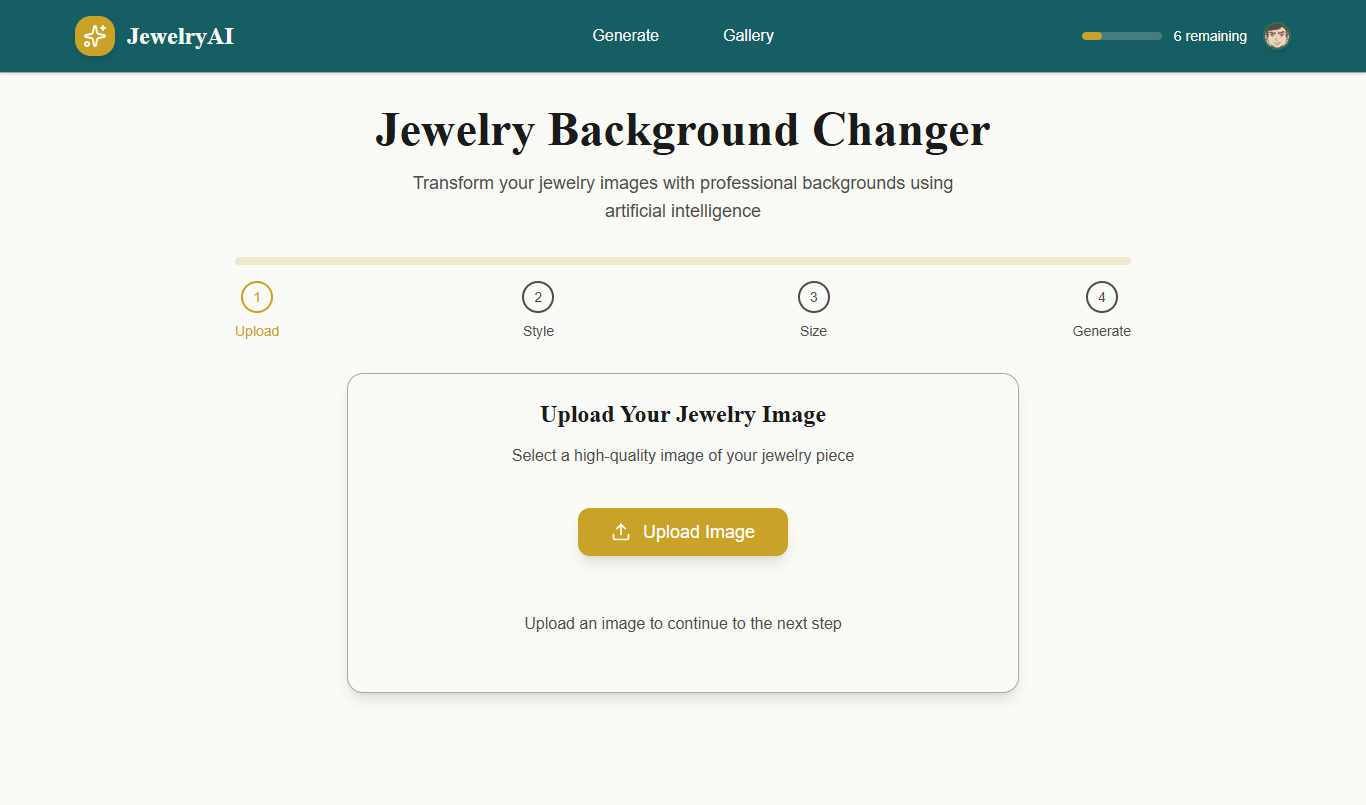 JewelryAI
Generate
Gallery
6 remaining
Jewelry Background Changer
Transform your jewelry images with professional backgrounds using
artificial intelligence
1
2
3
4
Upload
Style
Size
Generate
Upload Your Jewelry Image
Select a high-quality image of your jewelry piece
Upload Image
Upload an image to continue to the next step